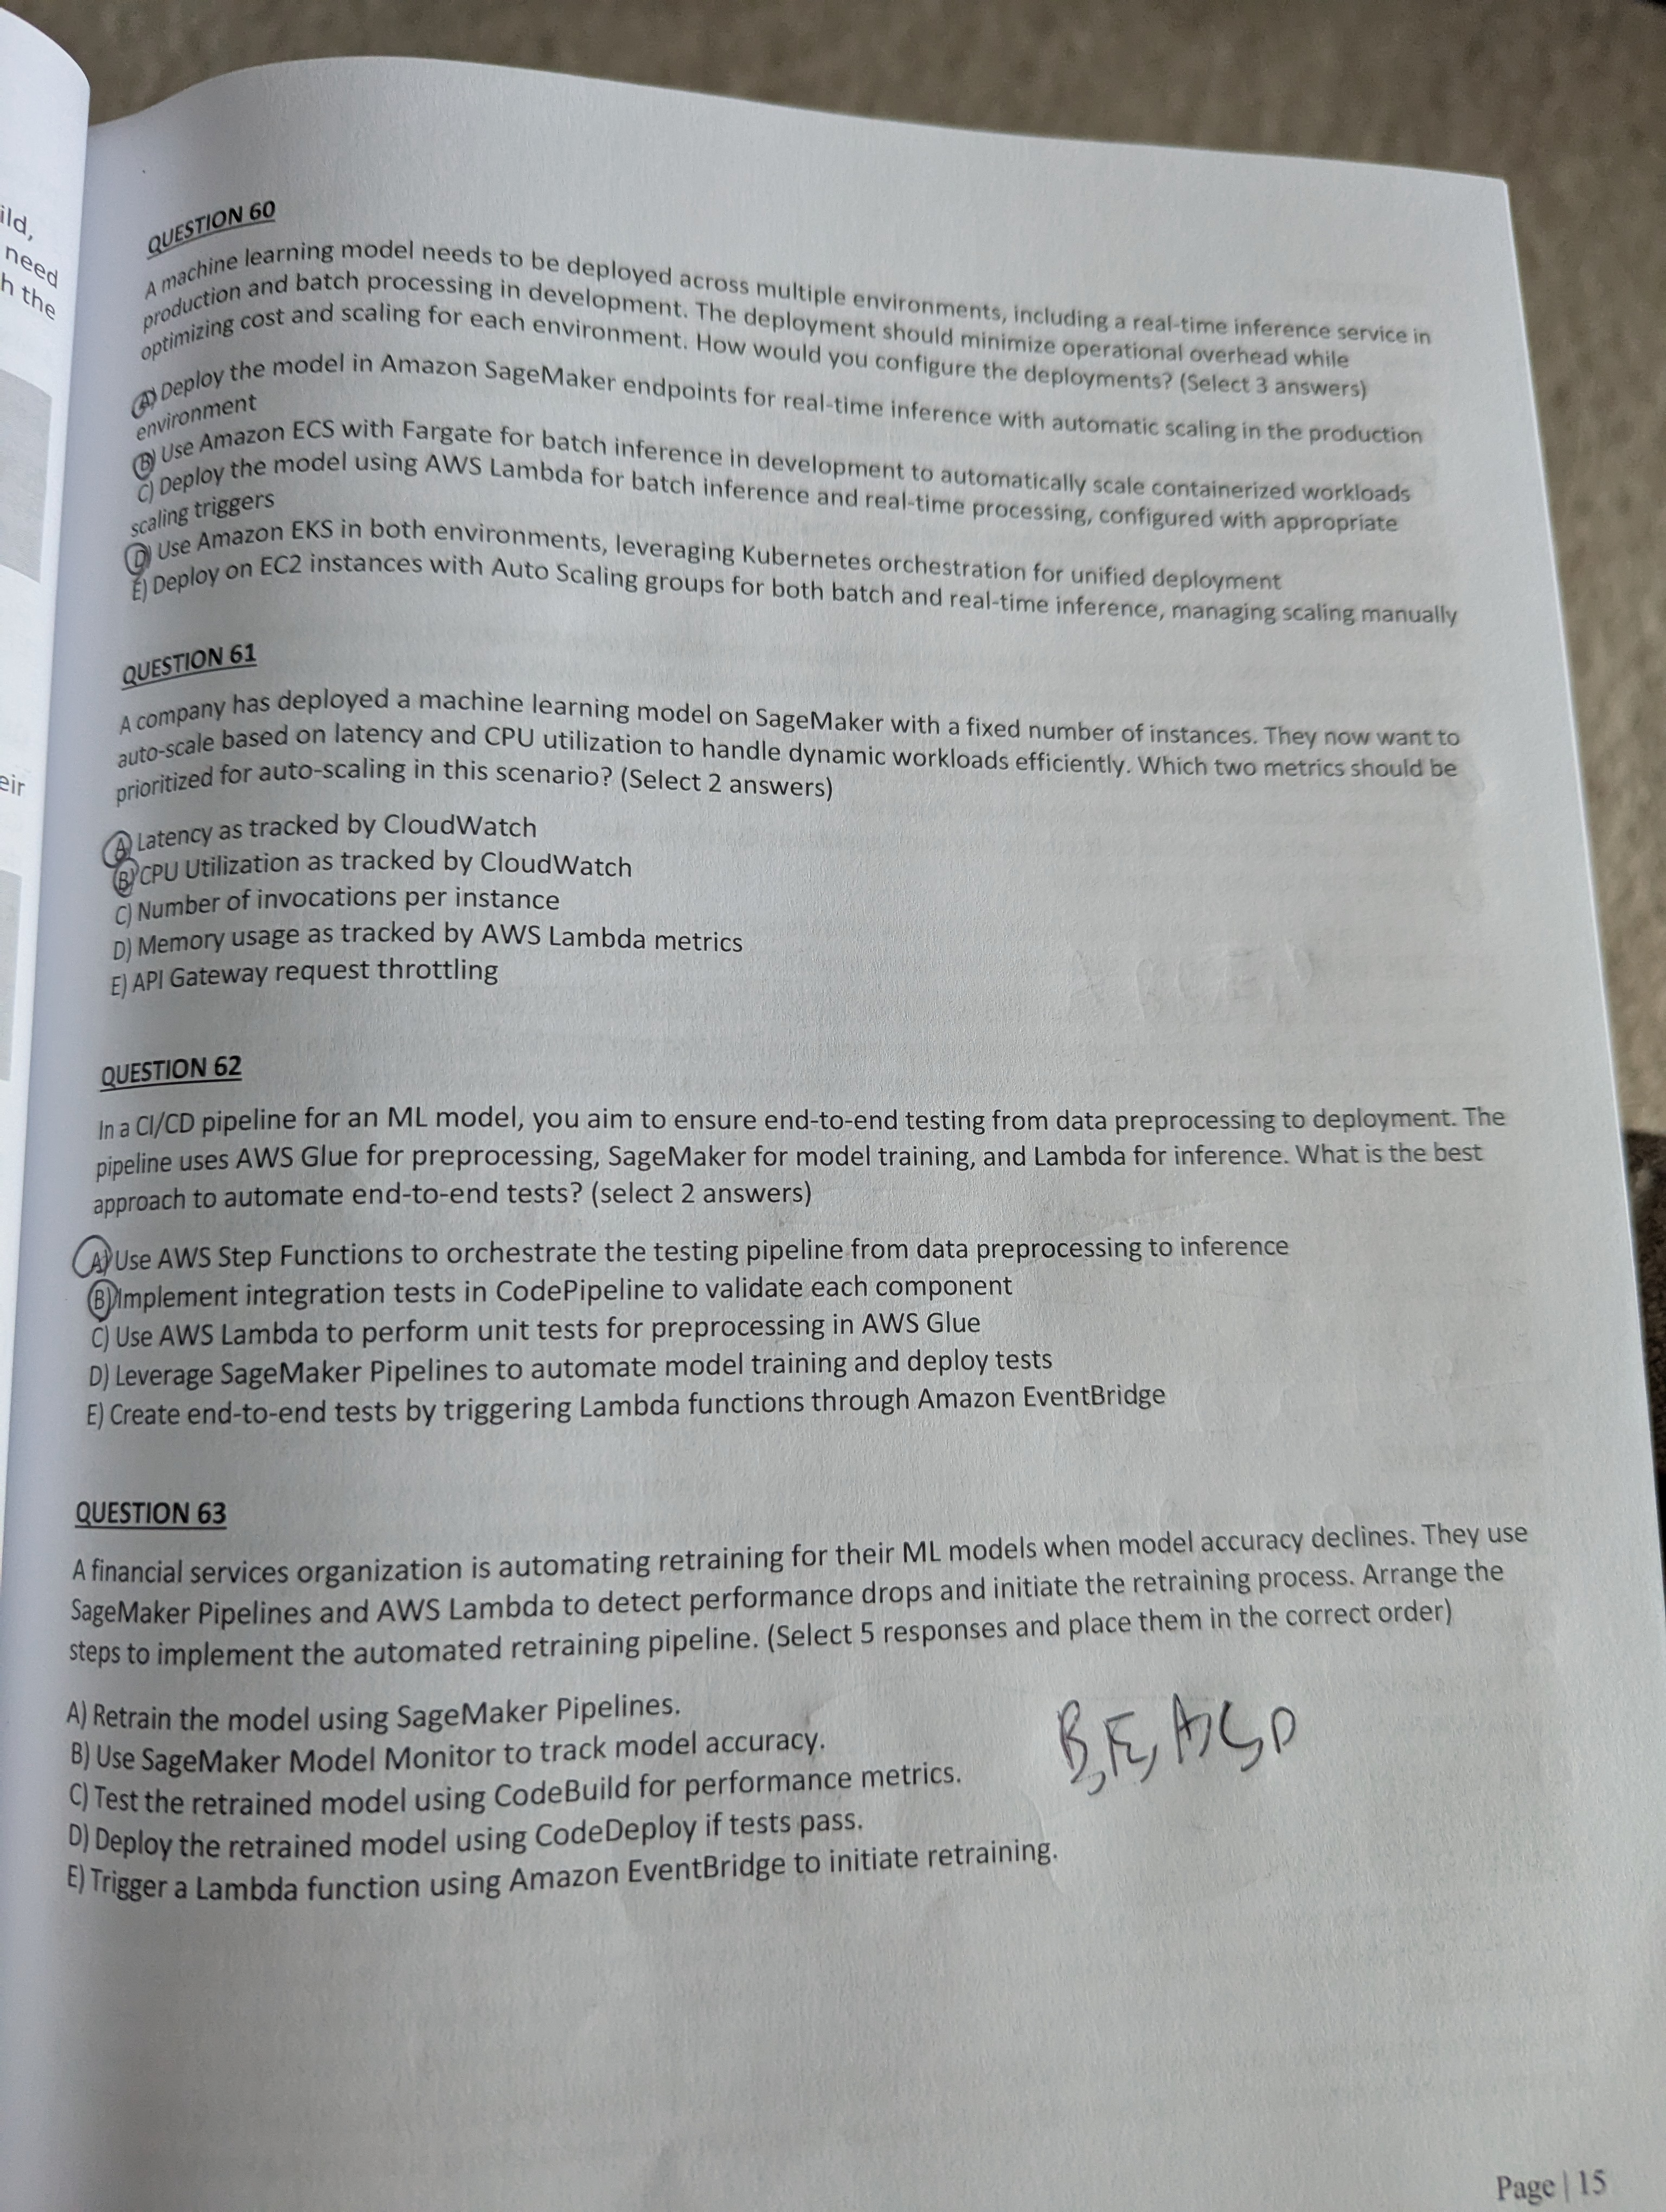 ild,
need
h the
eir
QUESTION 60
A machine learning model needs to be deployed across multiple environments, including a real-time inference service in
production and batch processing in development. The deployment should minimize operational overhead while
optimizing cost and scaling for each environment. How would you configure the deployments? (Select 3 answers)
A) Deploy the model in Amazon SageMaker endpoints for real-time inference with automatic scaling in the production
environment
B) Use Amazon ECS with Fargate for batch inference in development to automatically scale containerized workloads
C) Deploy the model using AWS Lambda for batch inference and real-time processing, configured with appropriate
scaling triggers
D) Use Amazon EKS in both environments, leveraging Kubernetes orchestration for unified deployment
E) Deploy on EC2 instances with Auto Scaling groups for both batch and real-time inference, managing scaling manually
QUESTION 61
A company has deployed a machine learning model on SageMaker with a fixed number of instances. They now want to
auto-scale based on latency and CPU utilization to handle dynamic workloads efficiently. Which two metrics should be
prioritized for auto-scaling in this scenario? (Select 2 answers)
A) Latency as tracked by CloudWatch
B) CPU Utilization as tracked by CloudWatch
C) Number of invocations per instance
D) Memory usage as tracked by AWS Lambda metrics
E) API Gateway request throttling
QUESTION 62
In a CI/CD pipeline for an ML model, you aim to ensure end-to-end testing from data preprocessing to deployment. The
pipeline uses AWS Glue for preprocessing, SageMaker for model training, and Lambda for inference. What is the best
approach to automate end-to-end tests? (select 2 answers)
A) Use AWS Step Functions to orchestrate the testing pipeline from data preprocessing to inference
B) Implement integration tests in CodePipeline to validate each component
C) Use AWS Lambda to perform unit tests for preprocessing in AWS Glue
D) Leverage SageMaker Pipelines to automate model training and deploy tests
E) Create end-to-end tests by triggering Lambda functions through Amazon EventBridge
QUESTION 63
A financial services organization is automating retraining for their ML models when model accuracy declines. They use
SageMaker Pipelines and AWS Lambda to detect performance drops and initiate the retraining process. Arrange the
steps to implement the automated retraining pipeline. (Select 5 responses and place them in the correct order)
A) Retrain the model using SageMaker Pipelines.
B) Use SageMaker Model Monitor to track model accuracy.
C) Test the retrained model using CodeBuild for performance metrics.
D) Deploy the retrained model using CodeDeploy if tests pass.
E) Trigger a Lambda function using Amazon EventBridge to initiate retraining.
B, E, A, C, D
Page | 15